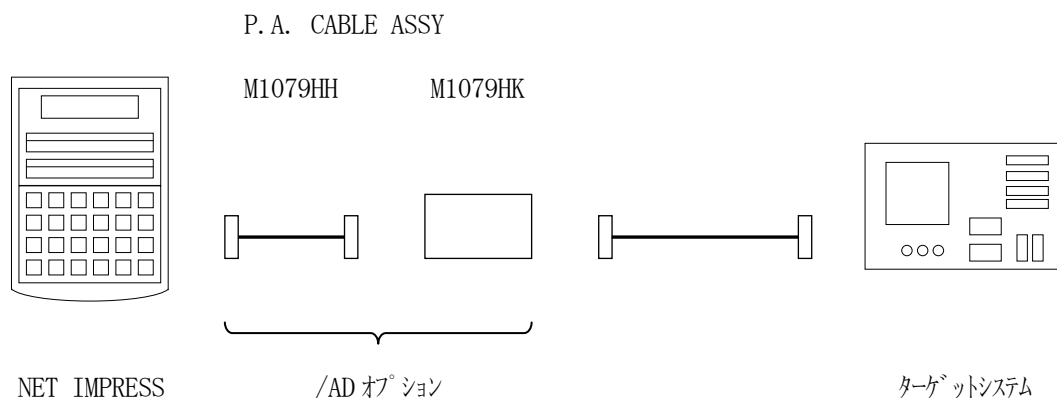 P.A. CABLE ASSY
M1079HH M1079HK
NET IMPRESS /AD ｵﾌﾟｼｮﾝ ﾀｰｹﾞｯﾄｼｽﾃﾑ